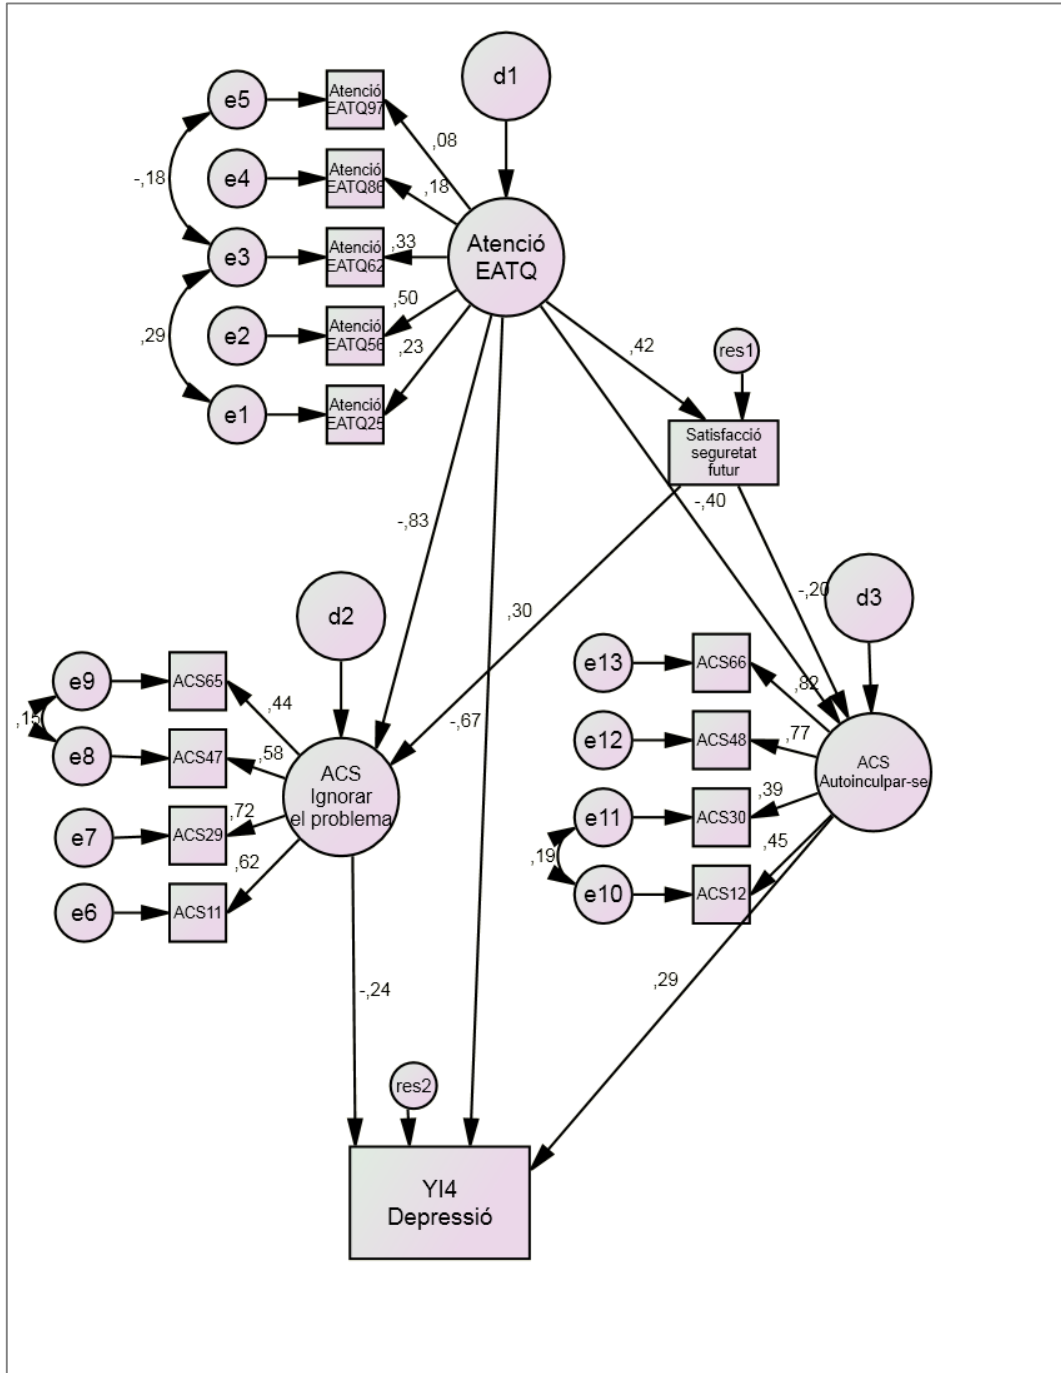 d1
e5
Atenció
EATQ97
,08
-,18
e4
Atenció
EATQ86
,18
e3
Atenció
EATQ62
,33
Atenció
EATQ
,29
e2
Atenció
EATQ56
,50
,23
e1
Atenció
EATQ25
,42
res1
Satisfacció
seguretat
futur
-,40
-,83
-,20
d3
d2
,30
e9
ACS65
,44
,15
e8
ACS47
,58
-,67
ACS
Ignorar
el problema
e7
ACS29
,72
,62
e6
ACS11
e13
ACS66
,82
e12
ACS48
,77
ACS
Autoinculpar-se
e11
ACS30
,39
,19
,45
e10
ACS12
-,24
,29
res2
YI4
Depressió